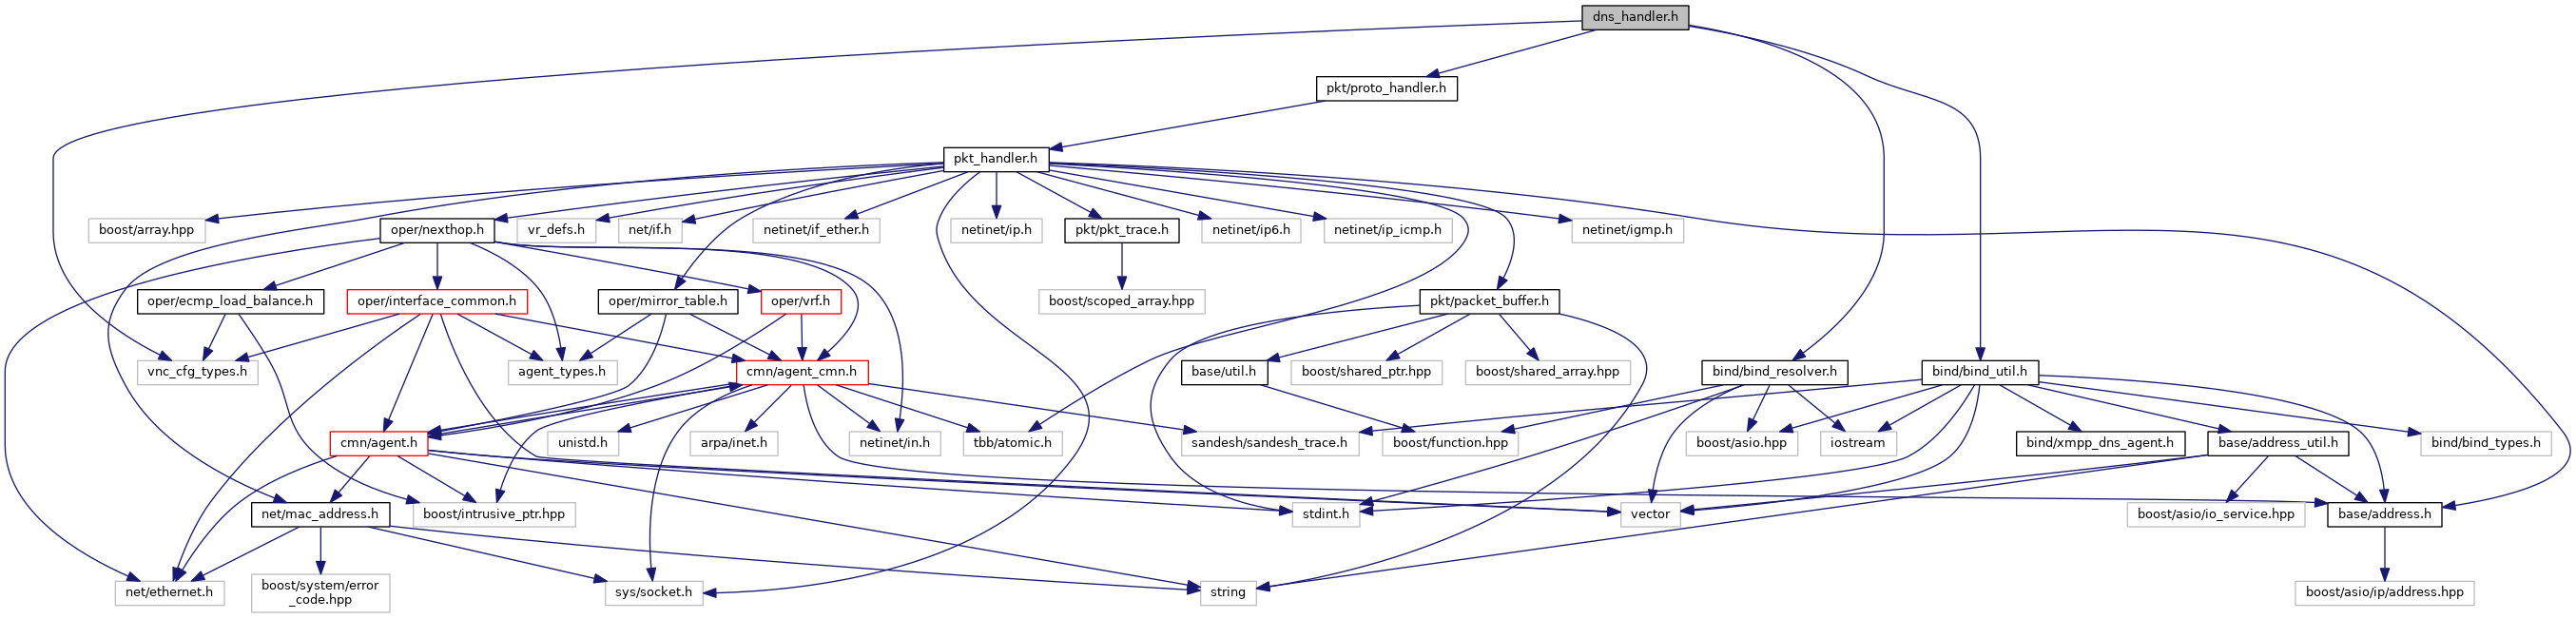 dns_handler.h
pkt/proto_handler.h
pkt_handler.h
boost/array.hpp
oper/nexthop.h
vr_defs.h
net/if.h
netinet/if_ether.h
netinet/ip.h
pkt/pkt_trace.h
netinet/ip6.h
netinet/ip_icmp.h
netinet/igmp.h
oper/ecmp_load_balance.h
oper/interface_common.h
oper/mirror_table.h
oper/vrf.h
boost/scoped_array.hpp
pkt/packet_buffer.h
vnc_cfg_types.h
agent_types.h
cmn/agent_cmn.h
base/util.h
boost/shared_ptr.hpp
boost/shared_array.hpp
bind/bind_resolver.h
bind/bind_util.h
cmn/agent.h
unistd.h
arpa/inet.h
netinet/in.h
tbb/atomic.h
sandesh/sandesh_trace.h
boost/function.hpp
boost/asio.hpp
iostream
bind/xmpp_dns_agent.h
base/address_util.h
bind/bind_types.h
net/mac_address.h
boost/intrusive_ptr.hpp
stdint.h
vector
boost/asio/io_service.hpp
base/address.h
net/ethernet.h
boost/system/error
_code.hpp
sys/socket.h
string
boost/asio/ip/address.hpp